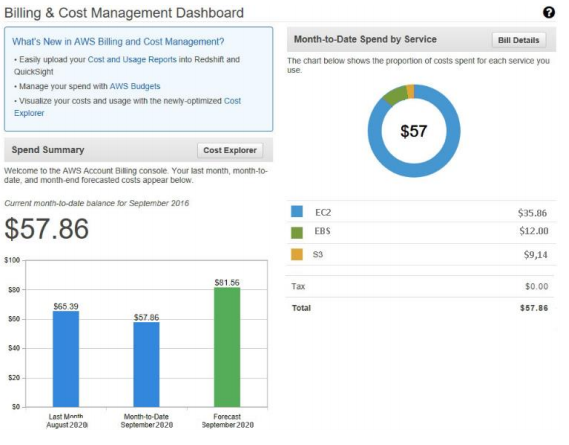 Billing & Cost Management Dashboard
?
What's New in AWS Billing and Cost Management?
• Easily upload your Cost and Usage Reports into Redshift and
QuickSight
• Manage your spend with AWS Budgets
• Visualize your costs and usage with the newly-optimized Cost
Explorer
Spend Summary
Cost Explorer
Welcome to the AWS Account Billing console. Your last month, month-to-
date, and month-end forecasted costs appear below.
Current month-to-date balance for September 2016
$57.86
$100
$80
$60
$40
$20
$0
$65.39
$57.86
$81.56
Last Month
August 2020
Month-to-Date
September 2020
Forecast
September 2020
Month-to-Date Spend by Service
Bill Details
The chart below shows the proportion of costs spent for each service you
use.
$57
EC2 $35.86
EBS $12.00
S3 $9,14
Tax $0.00
Total $57.86